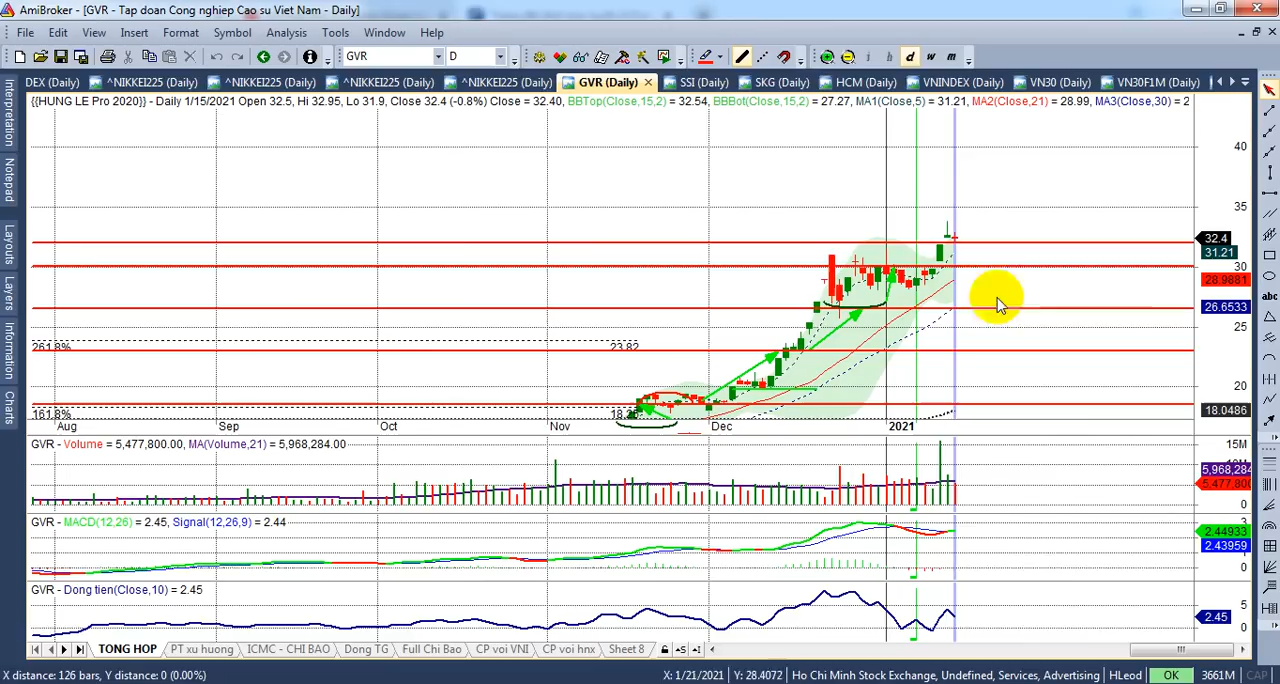 AmiBroker - [GVR - Tap doan Cong nghiep Cao su Viet Nam - Daily]
File Edit View Insert Format Symbol Analysis Tools Window Help
GVR D i h d w m
DEX (Daily) ^NIKKEI225 (Daily) ^NIKKEI225 (Daily) ^NIKKEI225 (Daily) ^NIKKEI225 (Daily) GVR (Daily) SSI (Daily) SKG (Daily) HCM (Daily) VNINDEX (Daily) VN30 (Daily) VN30F1M (Daily)
{{HUNG LE Pro 2020}} - Daily 1/15/2021 Open 32.5, Hi 32.95, Lo 31.9, Close 32.4 (-0.8%) Close = 32.40, BBTop(Close,15,2) = 32.54, BBBot(Close,15,2) = 27.27, MA1(Close,5) = 31.21, MA2(Close,21) = 28.99, MA3(Close,30) = 2
Interpretation
Notepad
Layouts
Layers
Information
Charts
abc
40
35
32.4
31.21
30
28.9881
26.6533
25
261.8% 23.82
20
161.8%
18.0486
Aug Sep Oct Nov Dec 2021
GVR - Volume = 5,477,800.00, MA(Volume,21) = 5,968,284.00
15M
5,968,284
5,477,800
0
GVR - MACD(12,26) = 2.45, Signal(12,26,9) = 2.44
3
2.44933
2.43959
0
GVR - Dong tien(Close,10) = 2.45
5
2.45
0
TONG HOP PT xu huong ICMC - CHI BAO Dong TG Full Chi Bao CP voi VNI CP voi hnx Sheet 8
X distance: 126 bars, Y distance: 0 (0.00%) X: 1/21/2021 Y: 28.4072 Ho Chi Minh Stock Exchange, Undefined, Services, Advertising HLeod OK 3661M CAP